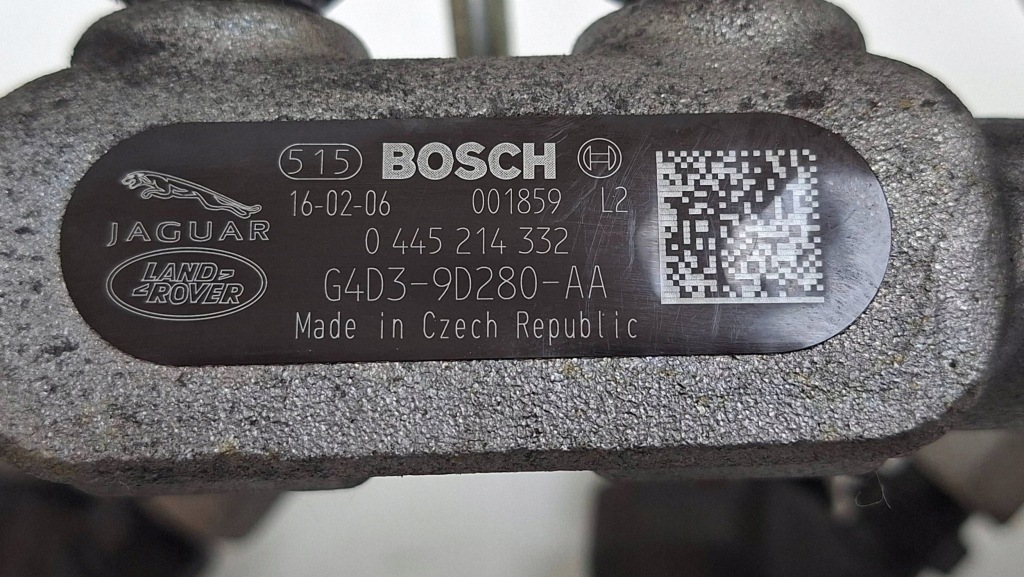 515 BOSCH
16-02-06 001859 L2
JAGUAR
0 445 214 332
LAND-
ROVER
G4D3-9D280-AA
Made in Czech Republic